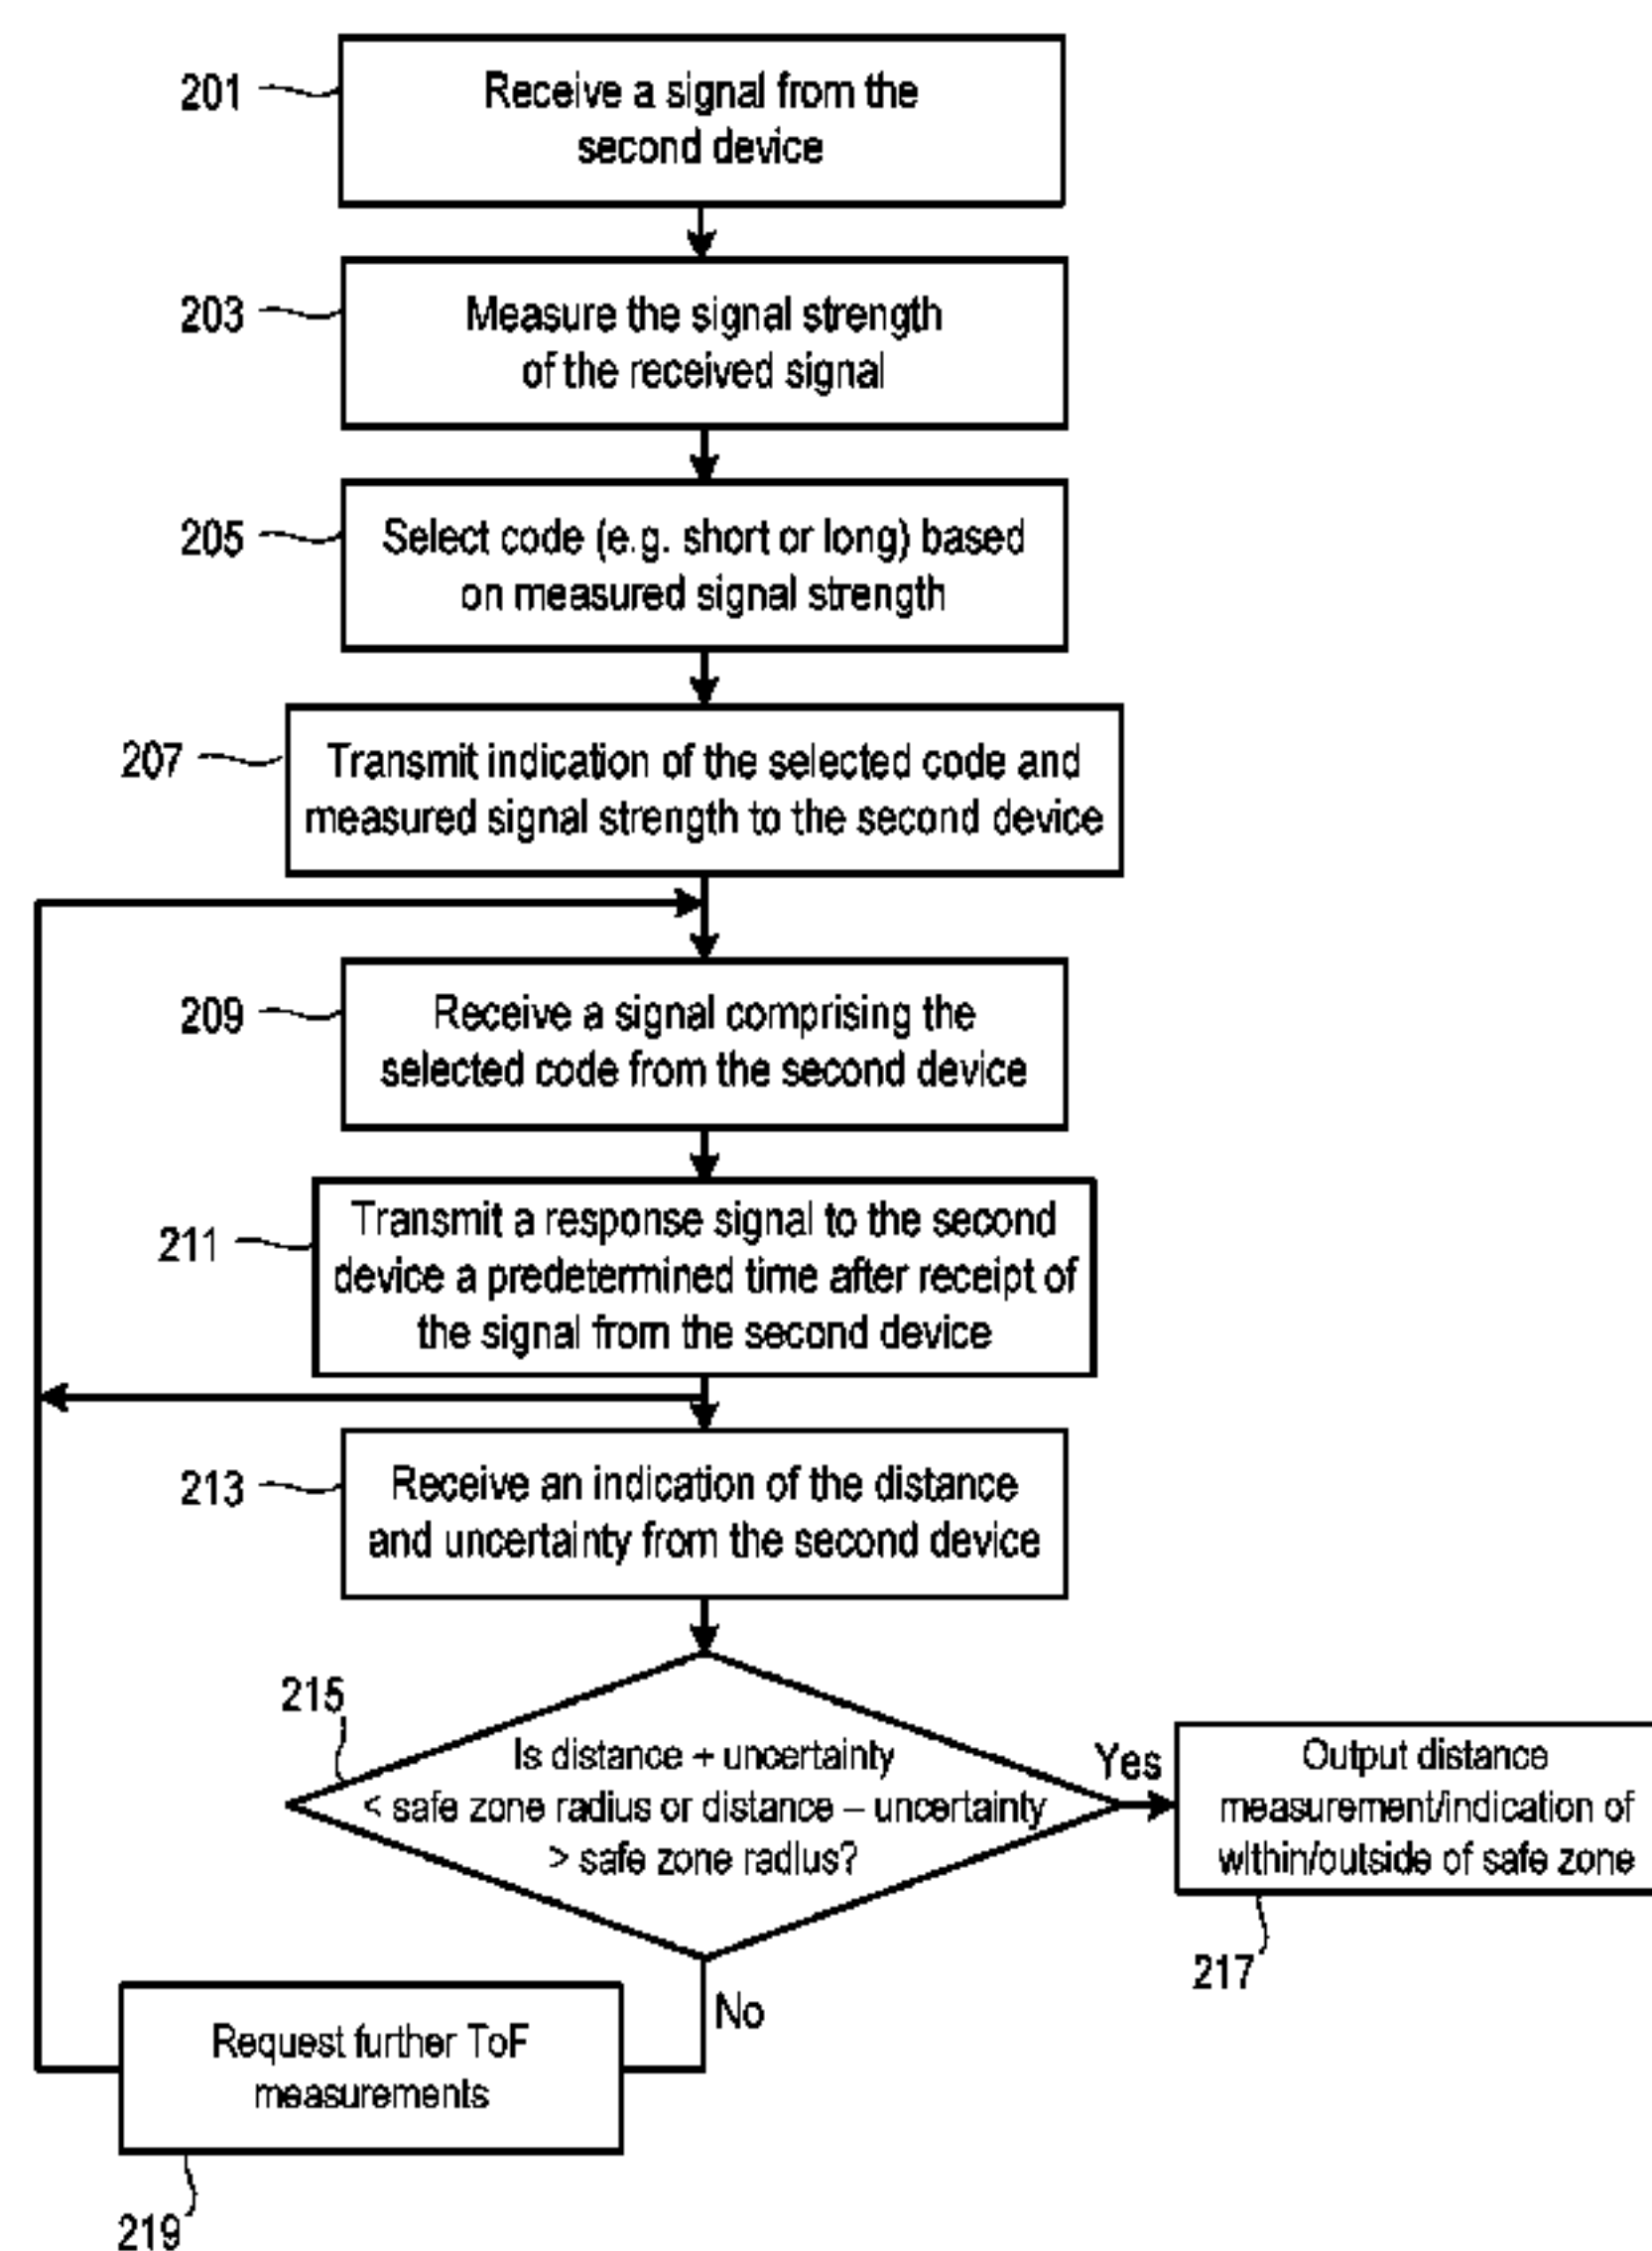 201
Receive a signal from the
second device
203
Measure the signal strength
of the received signal
205
Select code (e.g. short or long) based
on measured signal strength
207
Transmit indication of the selected code and
measured signal strength to the second device
209
Receive a signal comprising the
selected code from the second device
211
Transmit a response signal to the second
device a predetermined time after receipt of
the signal from the second device
213
Receive an indication of the distance
and uncertainty from the second device
215
Is distance + uncertainty
< safe zone radius or distance – uncertainty
> safe zone radius?
Yes
Output distance
measurement/indication of
within/outside of safe zone
217
No
Request further ToF
measurements
219